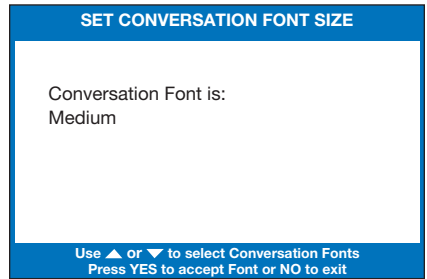 SET CONVERSATION FONT SIZE
Conversation Font is:
Medium
Use ▲ or ▼ to select Conversation Fonts
Press YES to accept Font or NO to exit